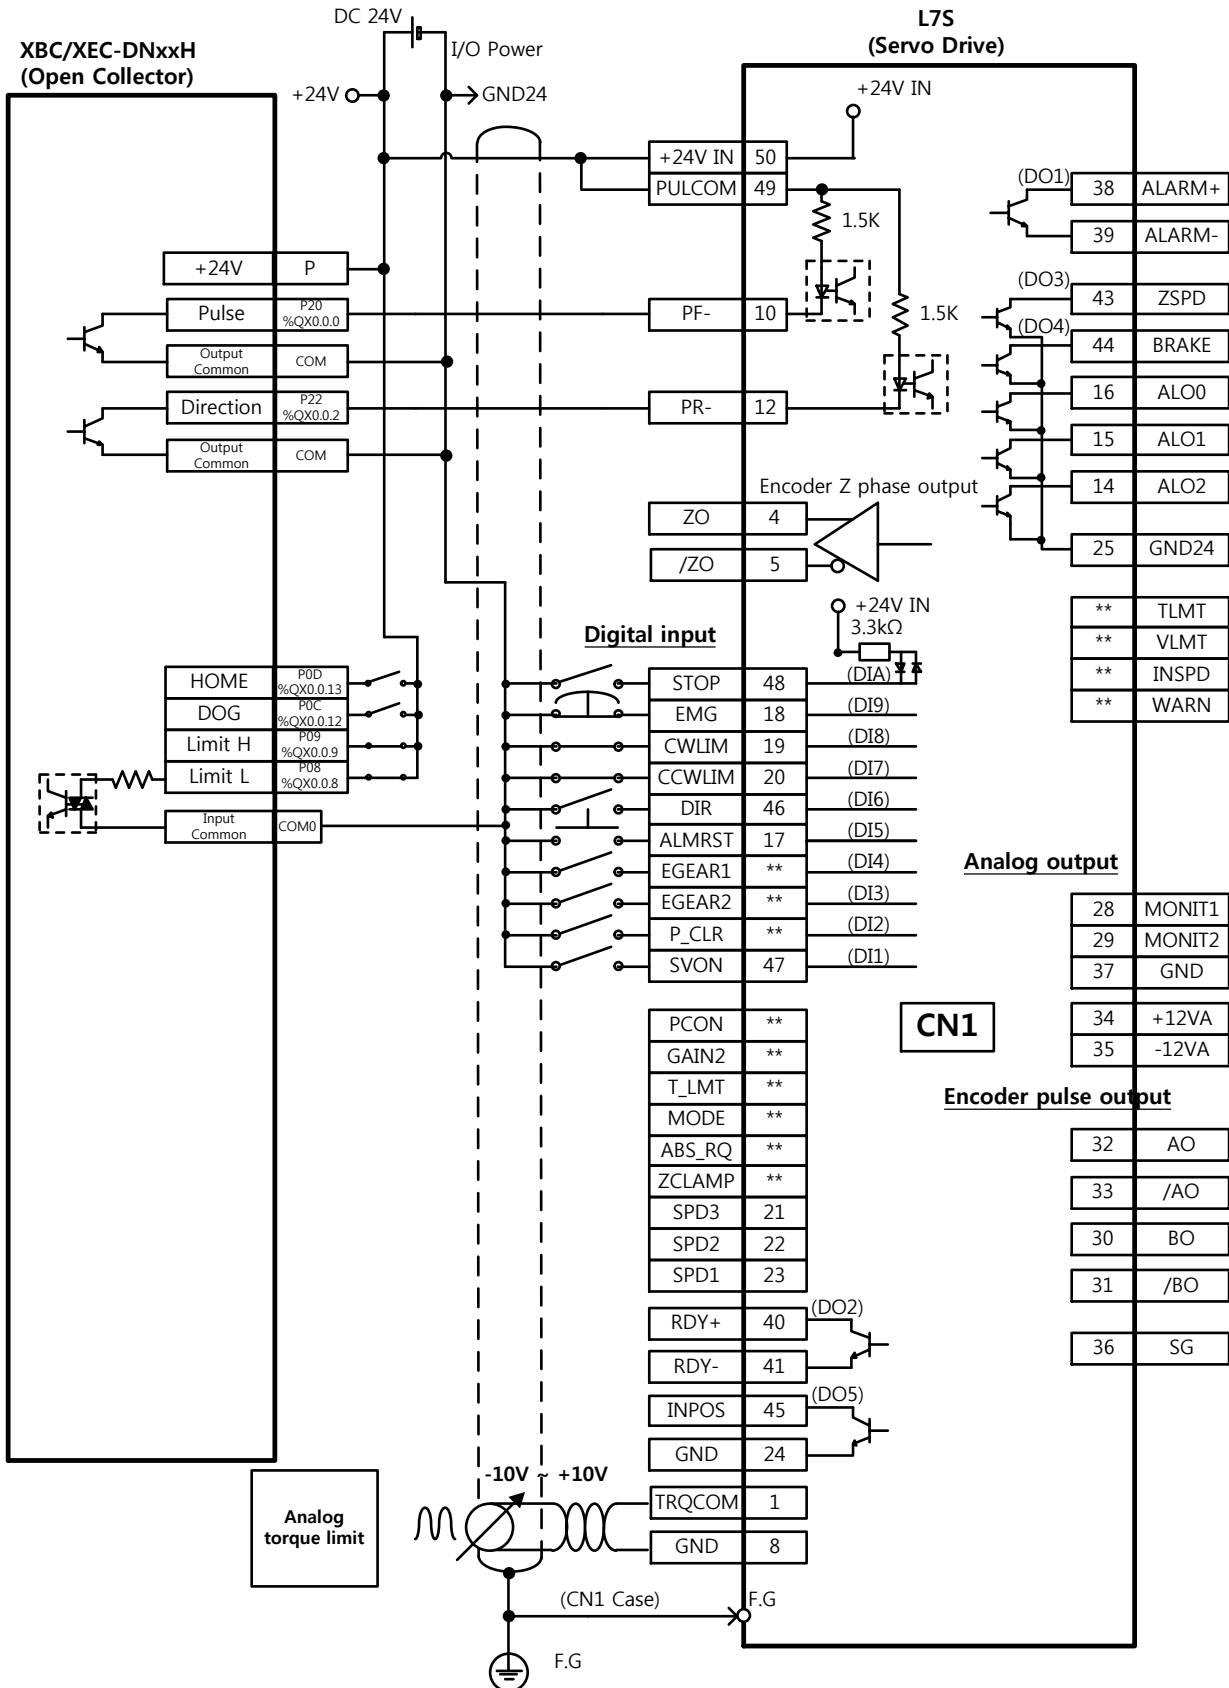 DC 24V
I/O Power
XBC/XEC-DNxxH
(Open Collector)
+24V
GND24
L7S
(Servo Drive)
+24V IN
+24V IN 50
PULCOM 49
1.5K
1.5K
+24V P
Pulse P20 %QX0.0.0
Output Common COM
Direction P22 %QX0.0.2
Output Common COM
PF- 10
PR- 12
Encoder Z phase output
ZO 4
/ZO 5
+24V IN
3.3kΩ
Digital input
HOME P0D %QX0.0.13
DOG P0C %QX0.0.12
Limit H P09 %QX0.0.9
Limit L P08 %QX0.0.8
Input Common COM0
STOP 48 (DIA)
EMG 18 (DI9)
CWLIM 19 (DI8)
CCWLIM 20 (DI7)
DIR 46 (DI6)
ALMRST 17 (DI5)
EGEAR1 ** (DI4)
EGEAR2 ** (DI3)
P_CLR ** (DI2)
SVON 47 (DI1)
PCON **
GAIN2 **
T_LMT **
MODE **
ABS_RQ **
ZCLAMP **
SPD3 21
SPD2 22
SPD1 23
RDY+ 40 (DO2)
RDY- 41
INPOS 45 (DO5)
GND 24
-10V ~ +10V
TRQCOM 1
GND 8
Analog
torque limit
(CN1 Case)
F.G
F.G
CN1
(DO1) 38 ALARM+
39 ALARM-
(DO3) 43 ZSPD
(DO4) 44 BRAKE
16 ALO0
15 ALO1
14 ALO2
25 GND24
** TLMT
** VLMT
** INSPD
** WARN
Analog output
28 MONIT1
29 MONIT2
37 GND
34 +12VA
35 -12VA
Encoder pulse output
32 AO
33 /AO
30 BO
31 /BO
36 SG